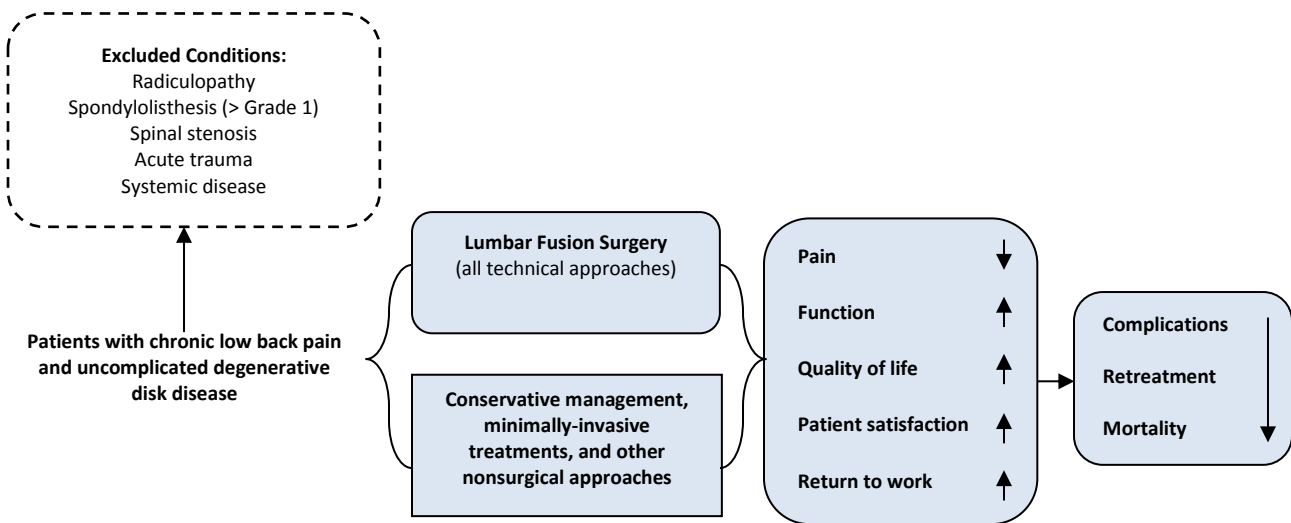 Excluded Conditions:
Radiculopathy
Spondylolisthesis (> Grade 1)
Spinal stenosis
Acute trauma
Systemic disease
Patients with chronic low back pain
and uncomplicated degenerative
disk disease
Lumbar Fusion Surgery
(all technical approaches)
Conservative management,
minimally-invasive
treatments, and other
nonsurgical approaches
Pain
Function
Quality of life
Patient satisfaction
Return to work
Complications
Retreatment
Mortality